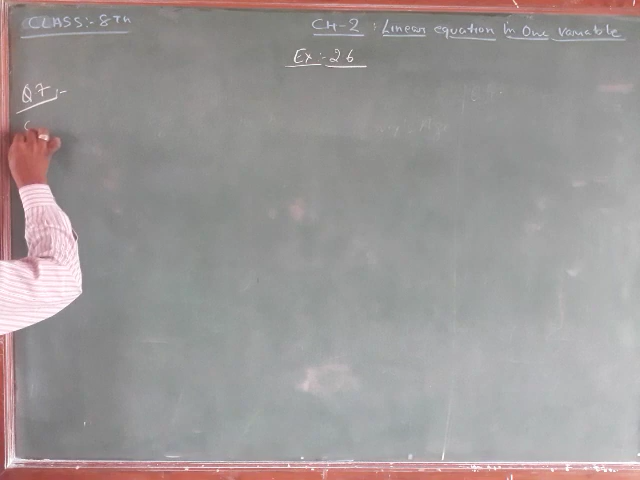 CLASS:- 8Th
CH-2 : Linear equation in One variable
Ex:- 2.6
Q7:-